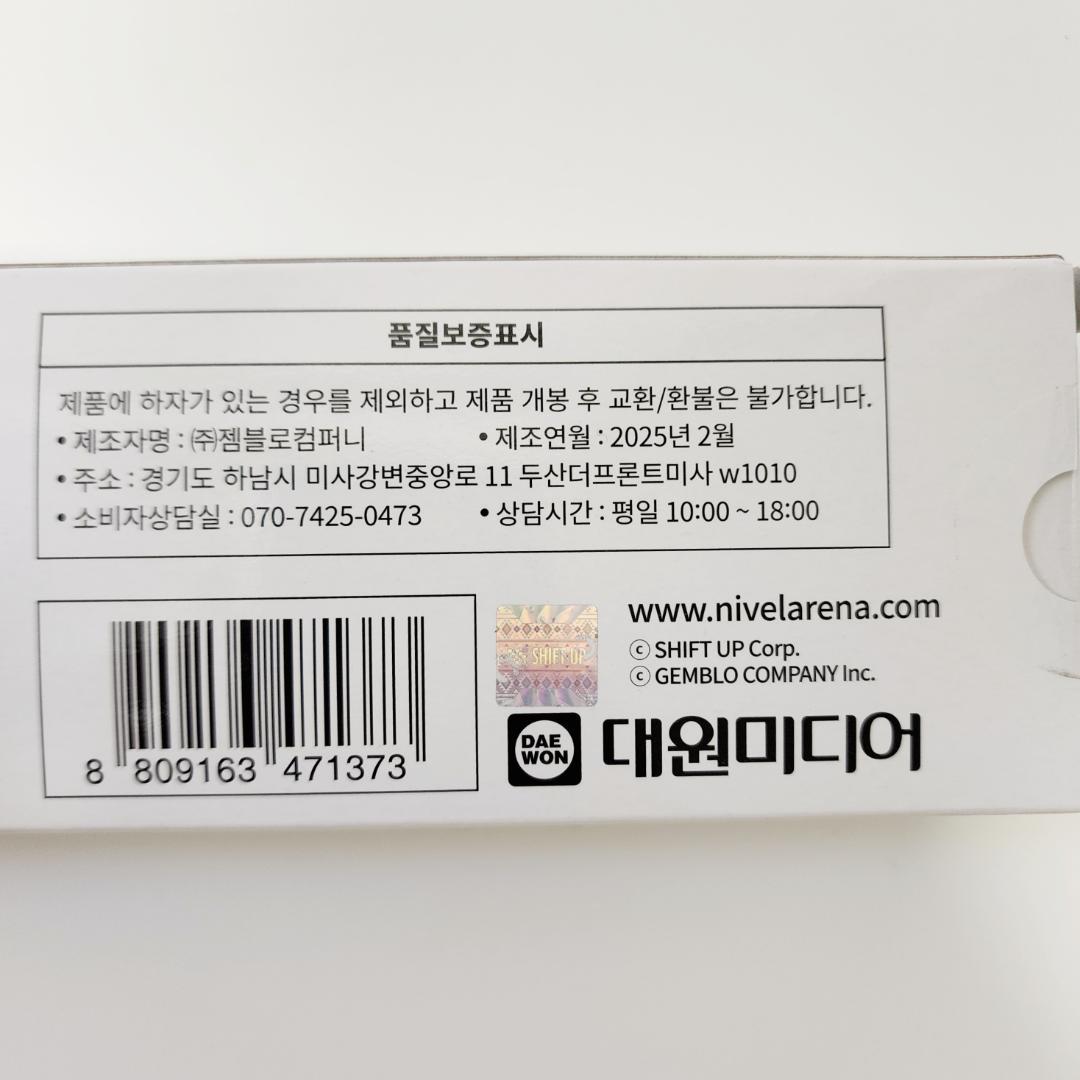 품질보증표시
제품에 하자가 있는 경우를 제외하고 제품 개봉 후 교환/환불은 불가합니다.
• 제조자명 : ㈜젬블로컴퍼니 • 제조연월 : 2025년 2월
• 주소 : 경기도 하남시 미사강변중앙로 11 두산더프론트미사 w1010
• 소비자상담실 : 070-7425-0473 • 상담시간 : 평일 10:00 ~ 18:00
8 809163 471373
SHIFT UP
www.nivelarena.com
ⓒ SHIFT UP Corp.
ⓒ GEMBLO COMPANY Inc.
DAE
WON
대원미디어